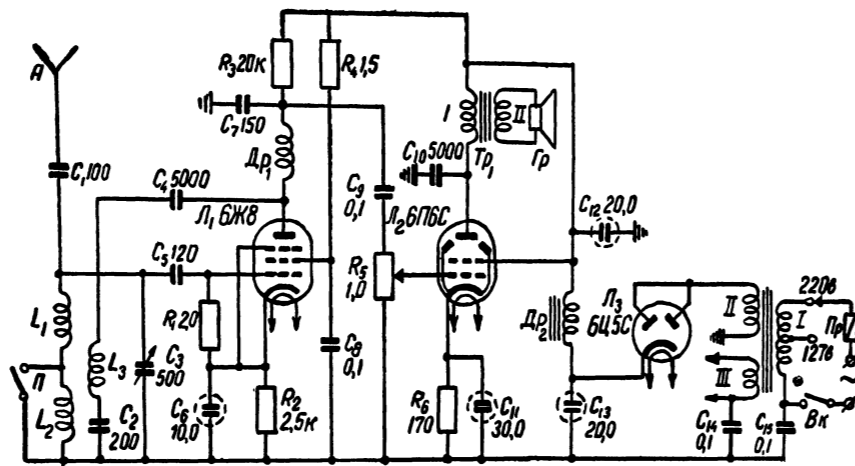 А
C₁ 100
L₁
П
L₂
L₃
C₂
200
C₃
500
C₄ 5000
C₅ 120
R₁ 20
C₆
10,0
R₂
2,5к
Л₁ 6Ж8
Др₁
C₇ 150
R₃ 20к
R₄ 1,5
C₈
0,1
C₉
0,1
R₅
1,0
C₁₀ 5000
Л₂ 6П6С
I
II
Тр₁
Гр
R₆
170
C₁₁
30,0
C₁₂ 20,0
Др₂
C₁₃
20,0
Л₃
6Ц5С
II
III
I
220в
127в
Пр
~
Вк
C₁₄
0,1
C₁₅
0,1